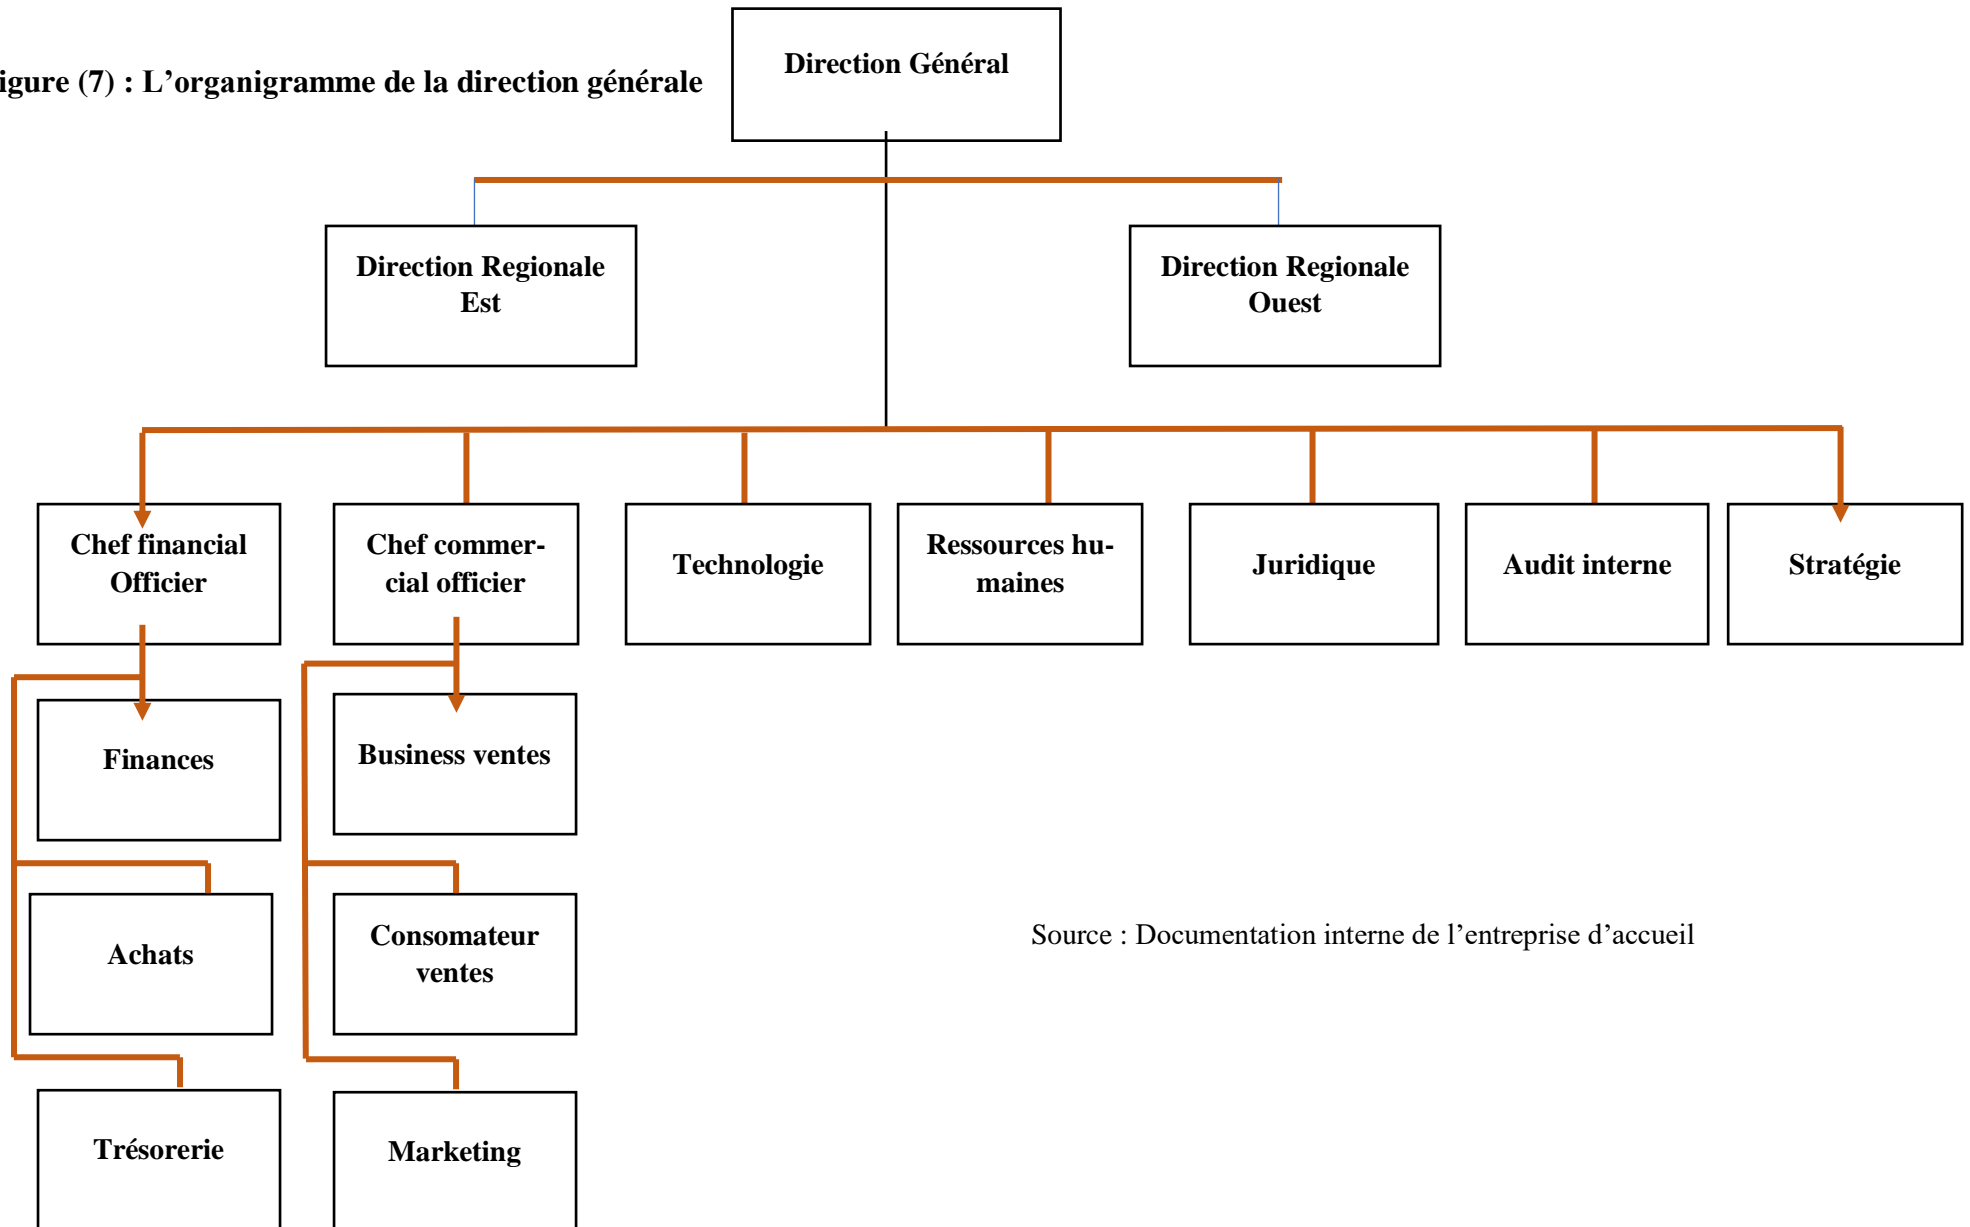 Direction Général
igure (7) : L’organigramme de la direction générale
Direction Regionale
Est
Direction Regionale
Ouest
Chef financial
Officier
Chef commer-
cial officier
Technologie
Ressources hu-
maines
Juridique
Audit interne
Stratégie
Finances
Business ventes
Achats
Consomateur
ventes
Source : Documentation interne de l’entreprise d’accueil
Trésorerie
Marketing